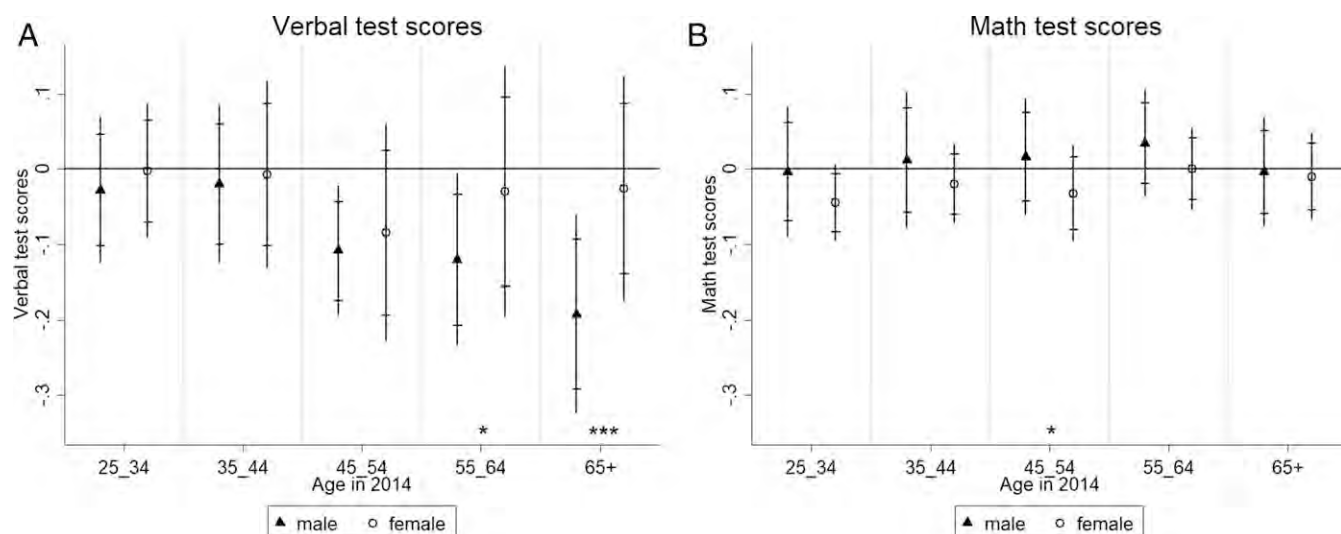 A
Verbal test scores
Verbal test scores
.1
0
-.1
-.2
-.3
* ***
25_34 35_44 45_54 55_64 65+
Age in 2014
male female
B
Math test scores
Math test scores
.1
0
-.1
-.2
-.3
*
25_34 35_44 45_54 55_64 65+
Age in 2014
male female